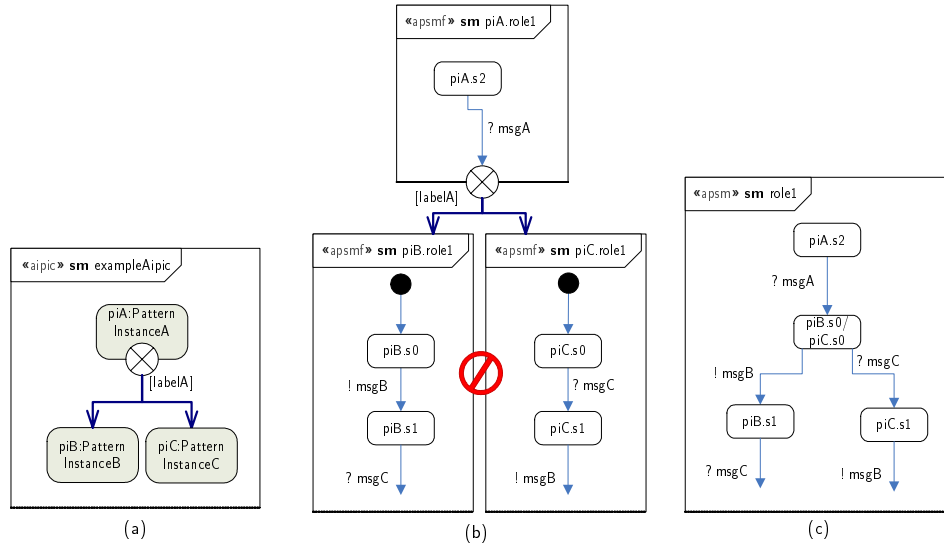 «apsmf» sm piA.role1
piA.s2
? msgA
[labelA]
«aipic» sm exampleAipic
piA:Pattern
InstanceA
[labelA]
piB:Pattern
InstanceB
piC:Pattern
InstanceC
(a)
«apsmf» sm piB.role1
piB.s0
! msgB
piB.s1
? msgC
«apsmf» sm piC.role1
piC.s0
? msgC
piC.s1
! msgB
(b)
«apsm» sm role1
piA.s2
? msgA
piB.s0/
piC.s0
! msgB
? msgC
piB.s1
piC.s1
? msgC
! msgB
(c)